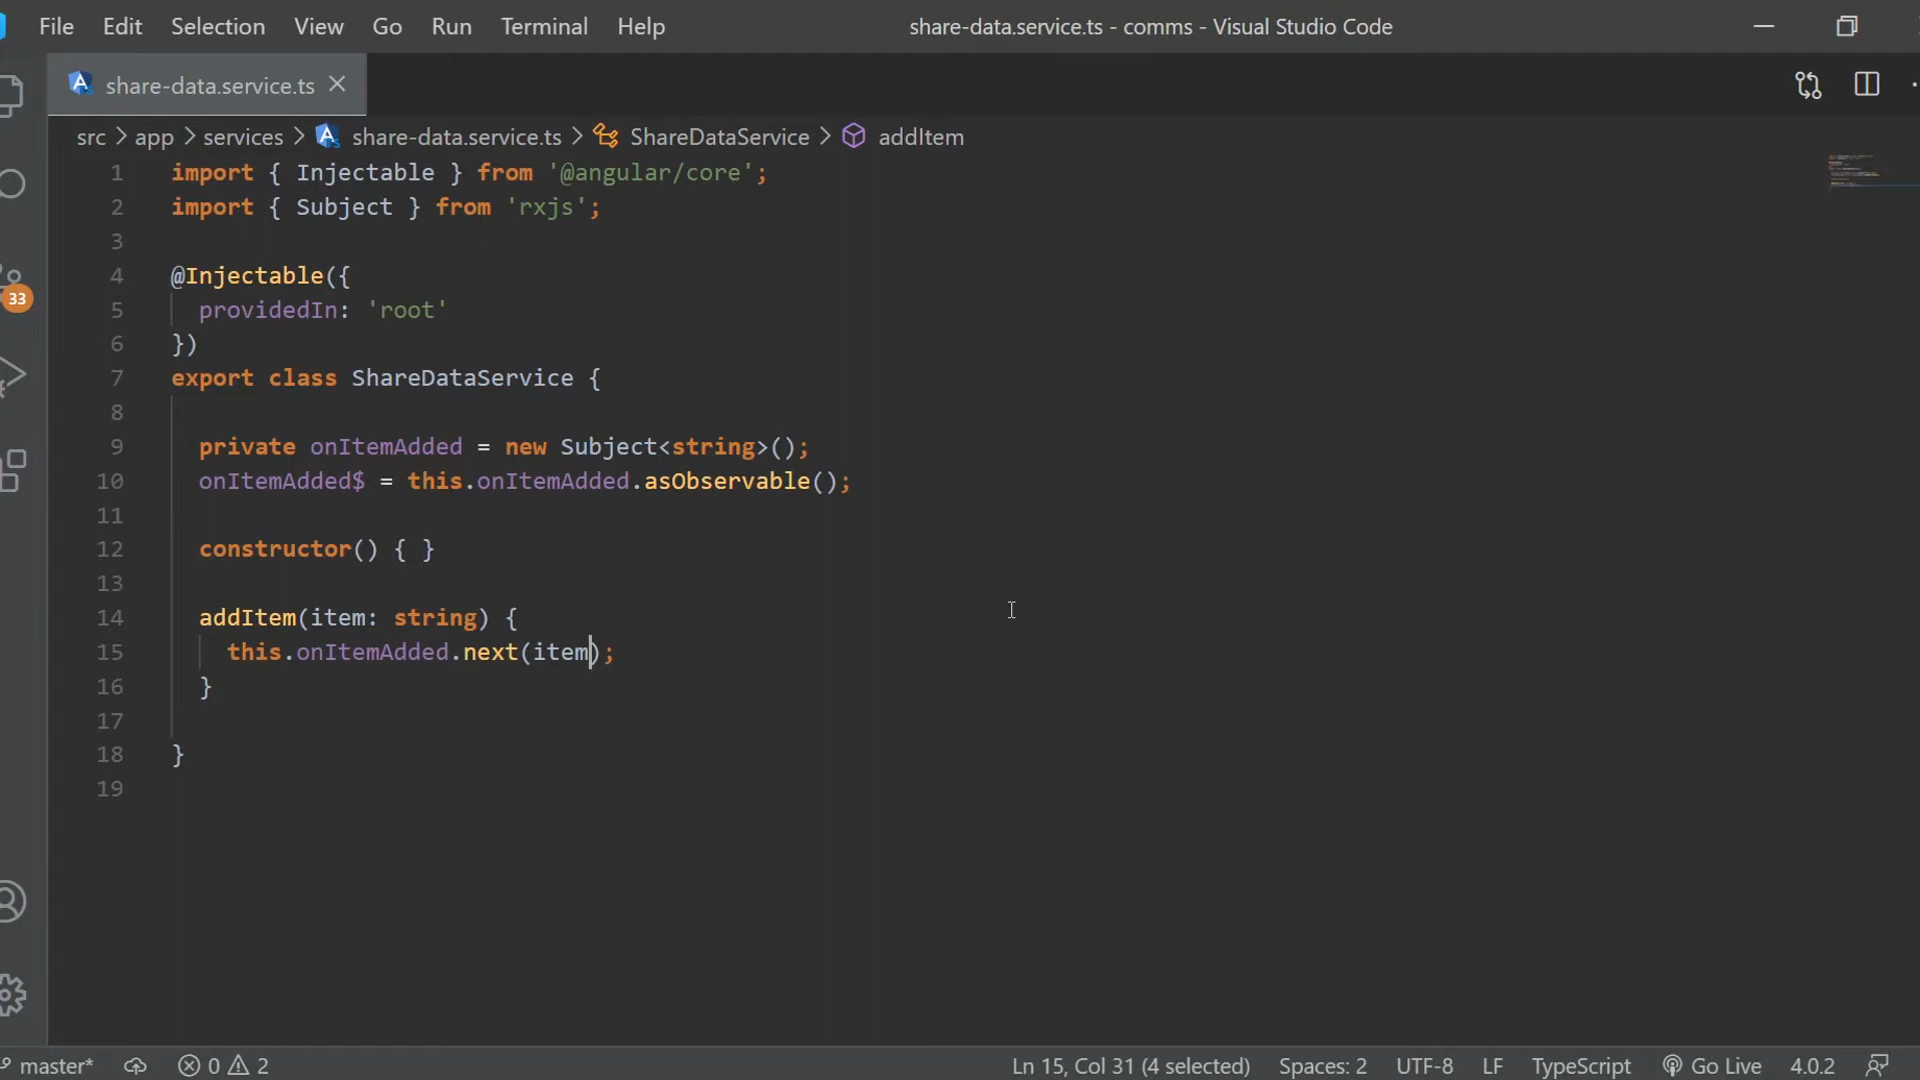 File Edit Selection View Go Run Terminal Help share-data.service.ts - comms - Visual Studio Code
share-data.service.ts
src > app > services > share-data.service.ts > ShareDataService > addItem
1 import { Injectable } from '@angular/core';
2 import { Subject } from 'rxjs';
3
4 @Injectable({
5 providedIn: 'root'
6 })
7 export class ShareDataService {
8
9 private onItemAdded = new Subject<string>();
10 onItemAdded$ = this.onItemAdded.asObservable();
11
12 constructor() { }
13
14 addItem(item: string) {
15 this.onItemAdded.next(item);
16 }
17
18 }
19
33
master* 0 2 Ln 15, Col 31 (4 selected) Spaces: 2 UTF-8 LF TypeScript Go Live 4.0.2